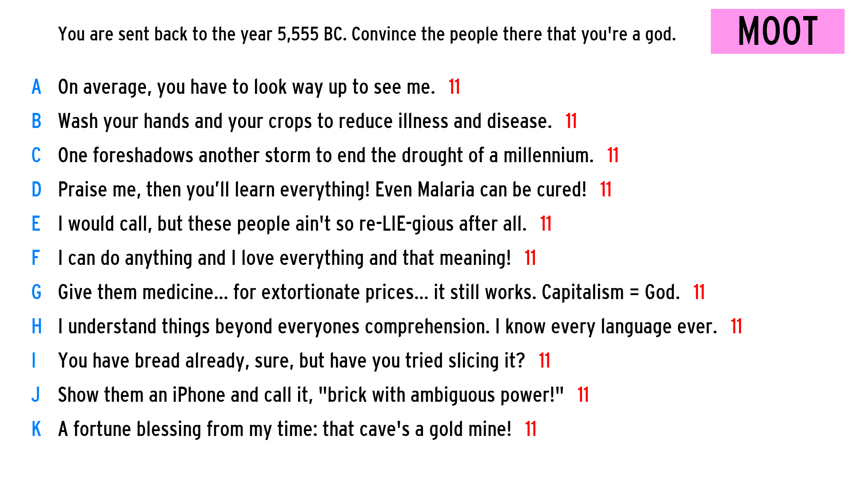 You are sent back to the year 5,555 BC. Convince the people there that you're a god.
MOOT
A On average, you have to look way up to see me. 11
B Wash your hands and your crops to reduce illness and disease. 11
C One foreshadows another storm to end the drought of a millennium. 11
D Praise me, then you’ll learn everything! Even Malaria can be cured! 11
E I would call, but these people ain't so re-LIE-gious after all. 11
F I can do anything and I love everything and that meaning! 11
G Give them medicine... for extortionate prices... it still works. Capitalism = God. 11
H I understand things beyond everyones comprehension. I know every language ever. 11
I You have bread already, sure, but have you tried slicing it? 11
J Show them an iPhone and call it, "brick with ambiguous power!" 11
K A fortune blessing from my time: that cave's a gold mine! 11